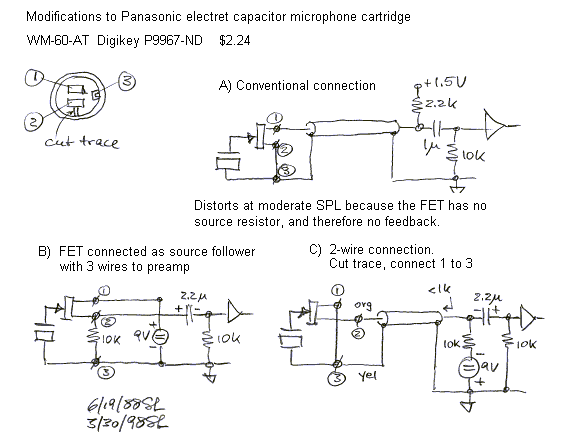 Modifications to Panasonic electret capacitor microphone cartridge
WM-60-AT Digikey P9967-ND $2.24
1
3
2
cut trace
A) Conventional connection
+1.5V
2.2k
1
2
3
1µ
10k
Distorts at moderate SPL because the FET has no
source resistor, and therefore no feedback.
B) FET connected as source follower
with 3 wires to preamp
1
2.2µ
+ -
2
10k
9V
+
-
10k
3
6/19/88 SL
3/30/98 SL
C) 2-wire connection.
Cut trace, connect 1 to 3
1
org
2
<1k
2.2µ
- +
10k
-
9V
+
10k
3
yel